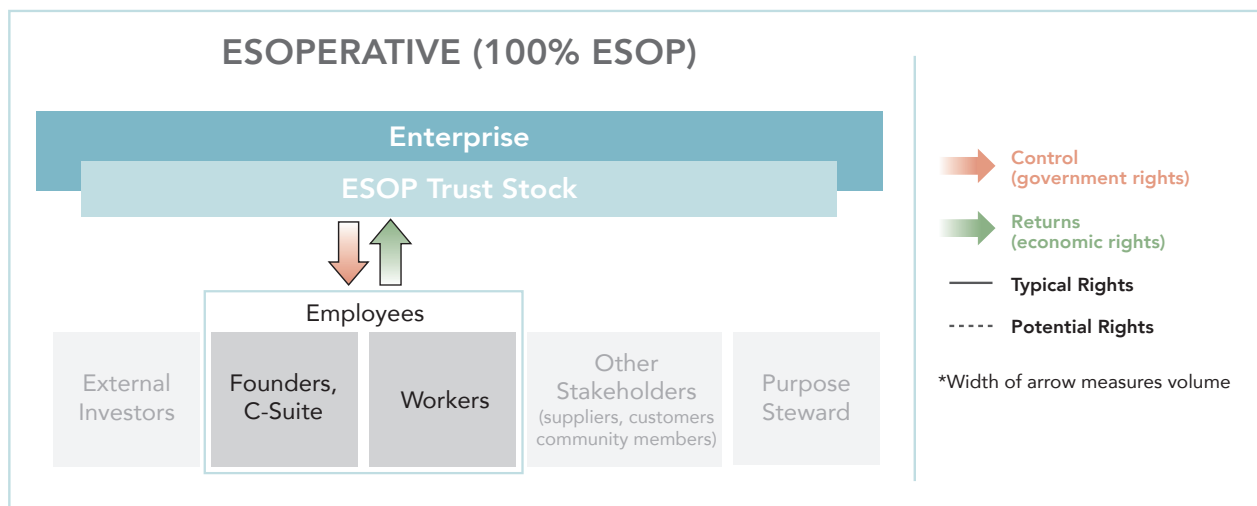 ESOPERATIVE (100% ESOP)
Enterprise
ESOP Trust Stock
Employees
External
Investors
Founders,
C-Suite
Workers
Other
Stakeholders
(suppliers, customers
community members)
Purpose
Steward
Control
(government rights)
Returns
(economic rights)
Typical Rights
Potential Rights
*Width of arrow measures volume